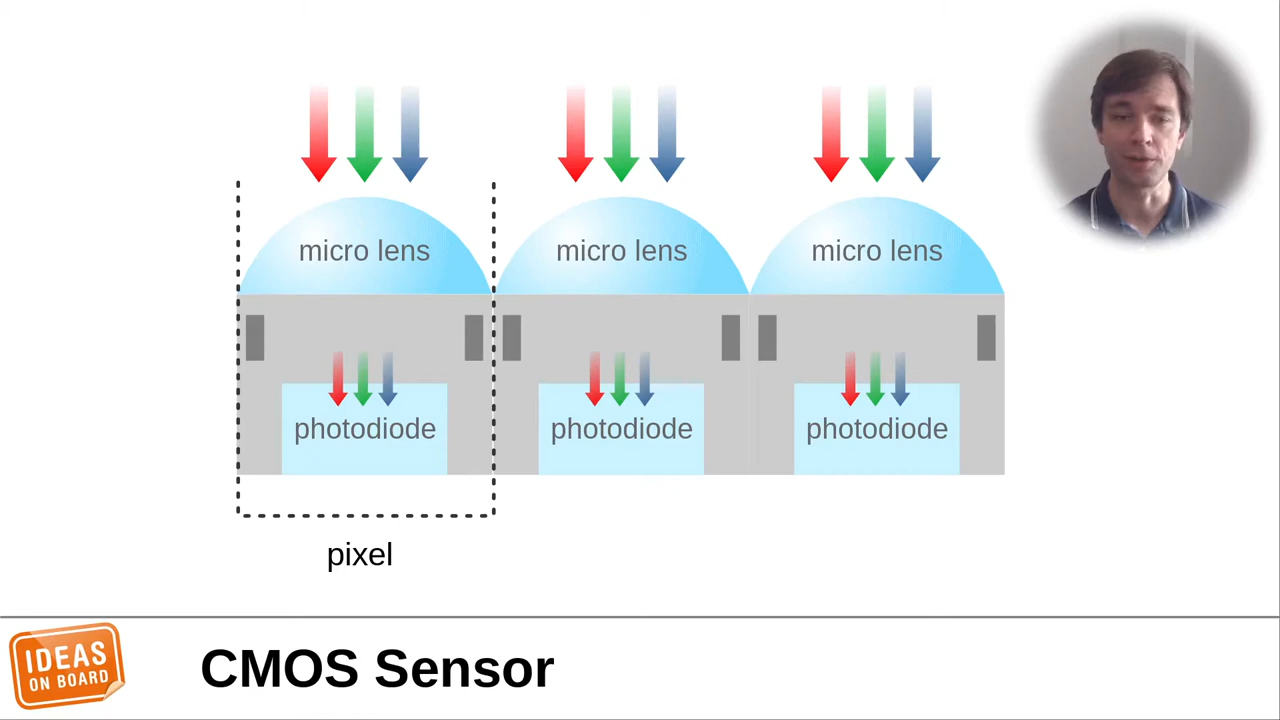 micro lens
micro lens
micro lens
photodiode
photodiode
photodiode
pixel
IDEAS
ON BOARD
CMOS Sensor